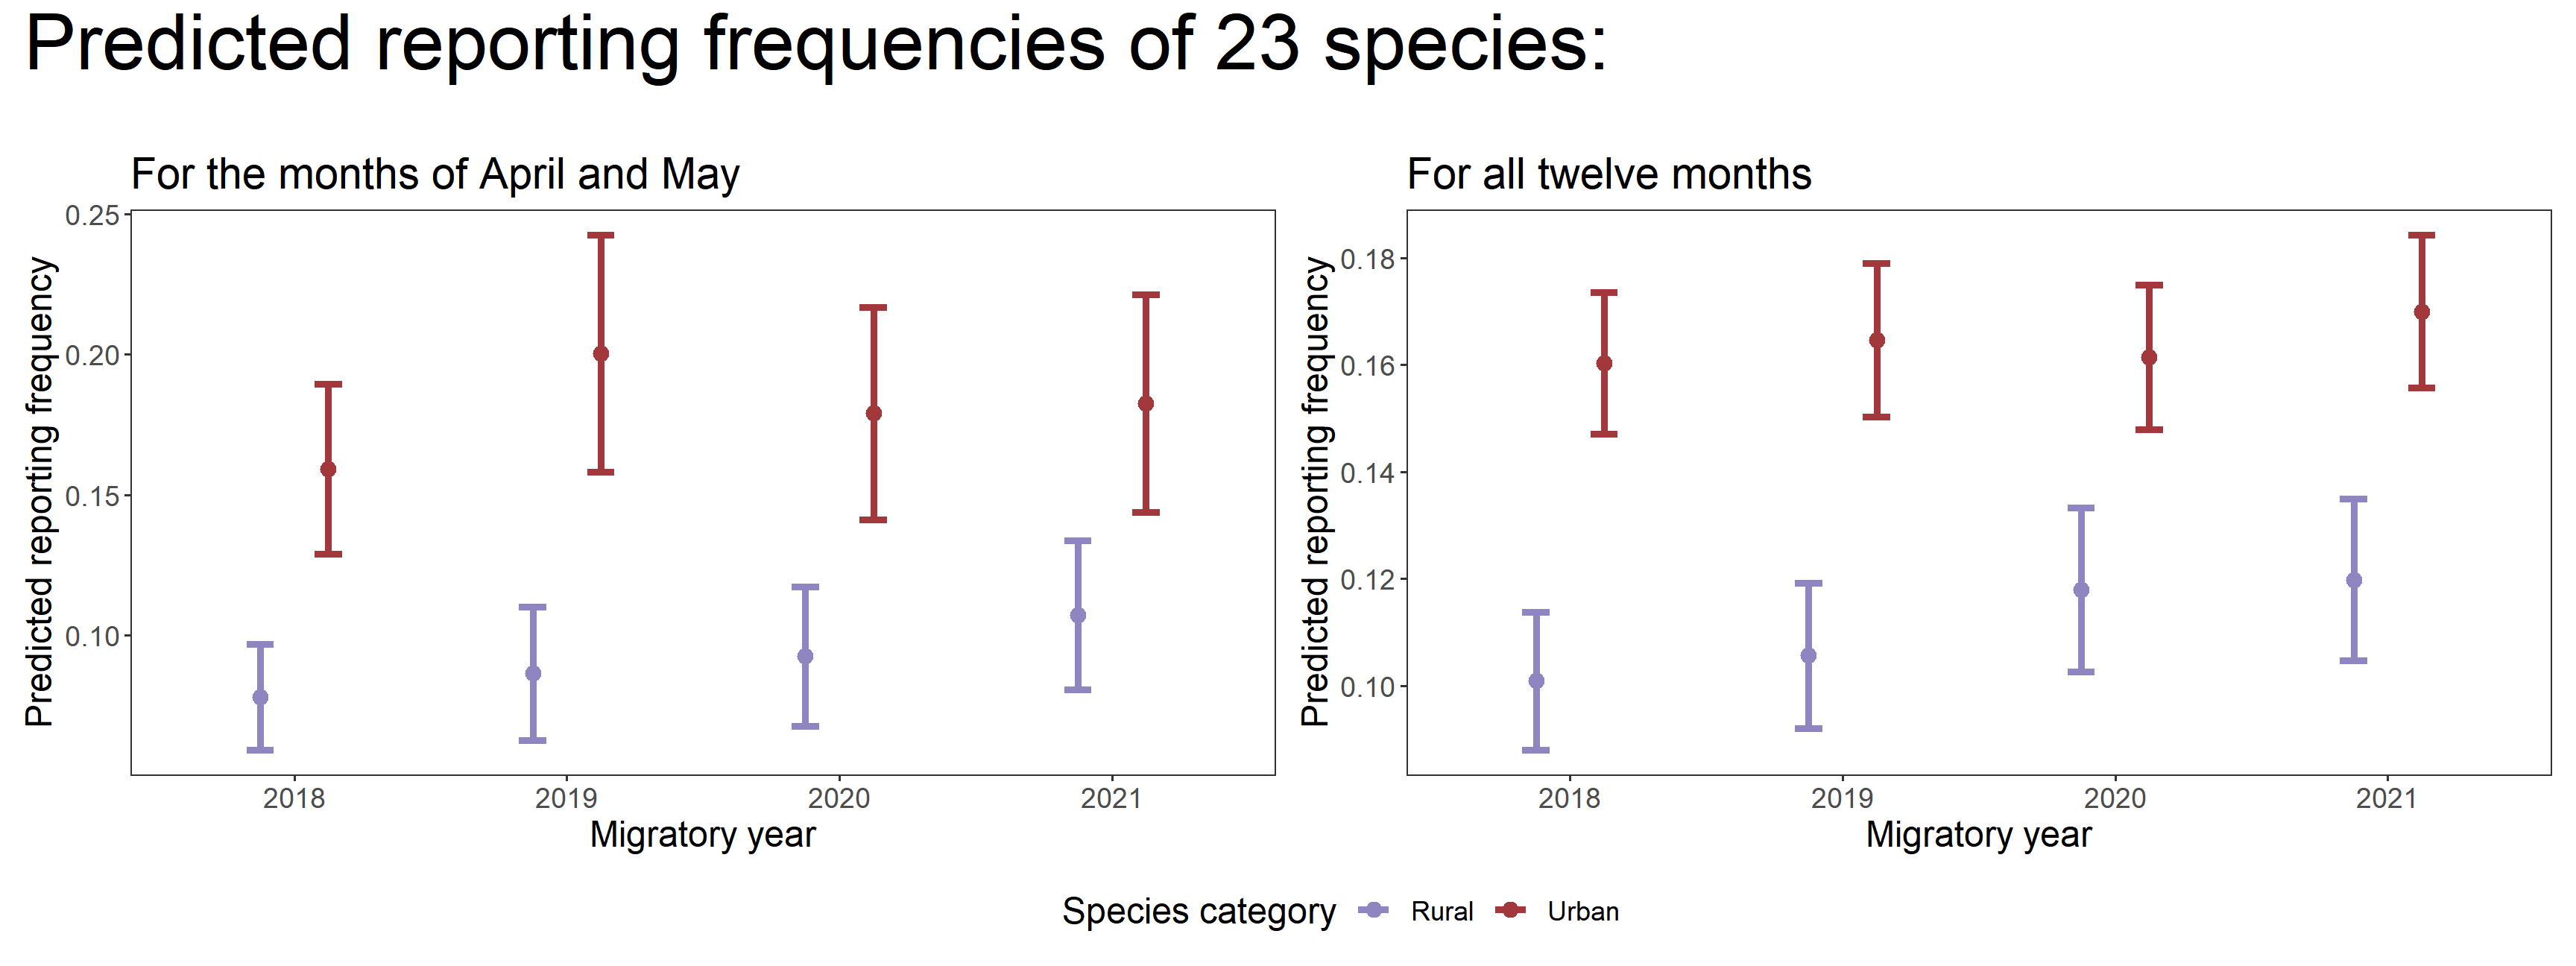 Predicted reporting frequencies of 23 species:
For the months of April and May
Predicted reporting frequency
0.25
0.20
0.15
0.10
2018 2019 2020 2021
Migratory year
For all twelve months
Predicted reporting frequency
0.18
0.16
0.14
0.12
0.10
2018 2019 2020 2021
Migratory year
Species category Rural Urban